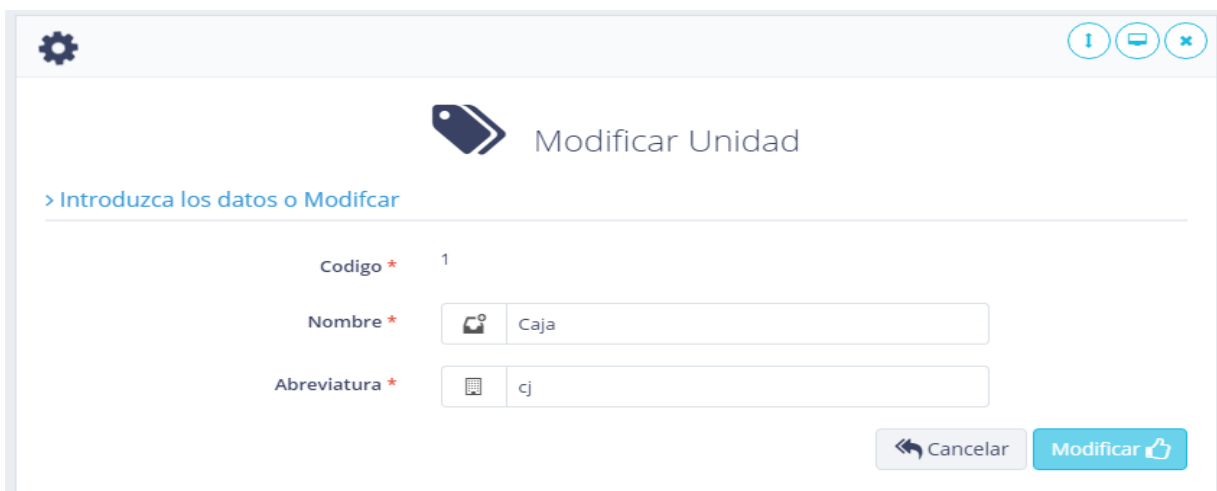 Modificar Unidad
> Introduzca los datos o Modifcar
Codigo * 1
Nombre * Caja
Abreviatura * cj
Cancelar Modificar